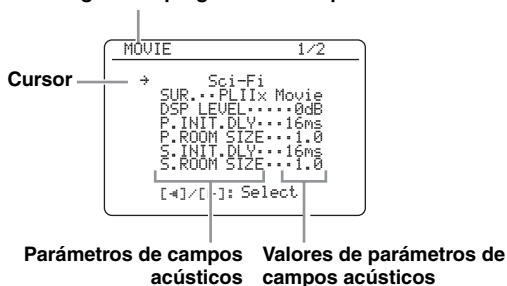 MOVIE 1/2
Cursor
→ Sci-Fi
SUR.··PLIIx Movie
DSP LEVEL·····0dB
P.INIT.DLY···16ms
P.ROOM SIZE···1.0
S.INIT.DLY···16ms
S.ROOM SIZE···1.0
]: Select
Parámetros de campos acústicos
Valores de parámetros de campos acústicos